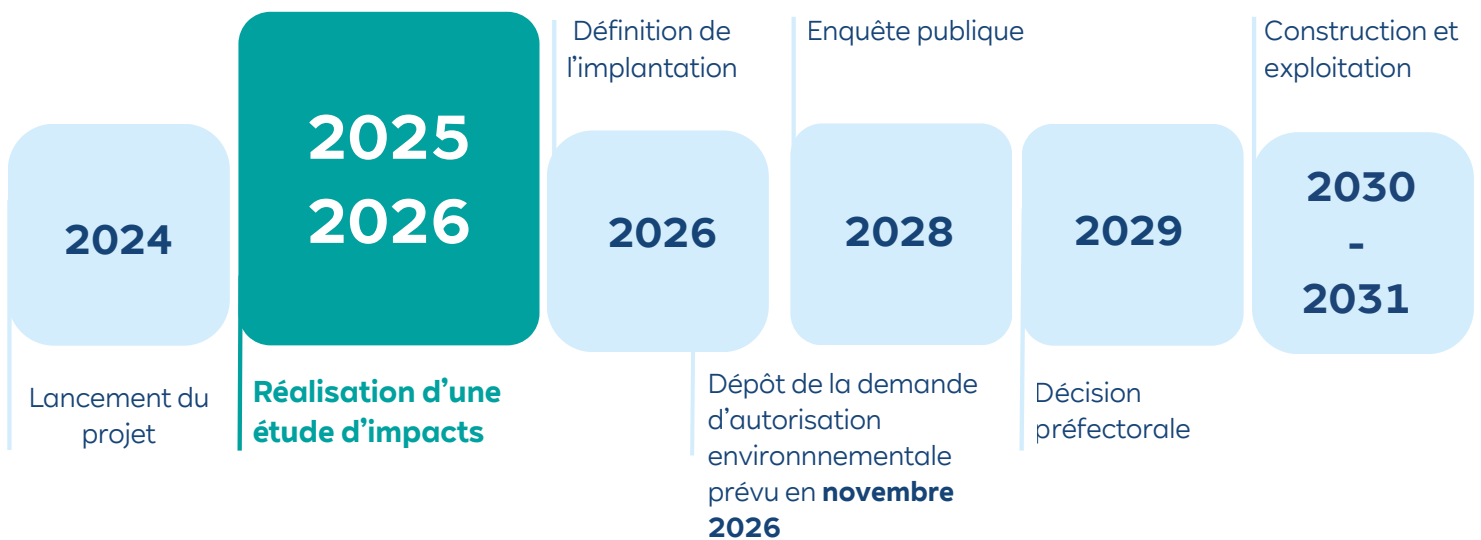 2024
Lancement du
projet
2025
2026
Réalisation d’une
étude d’impacts
Définition de
l’implantation
2026
Dépôt de la demande
d’autorisation
environnnementale
prévu en novembre
2026
Enquête publique
2028
2029
Décision
préfectorale
Construction et
exploitation
2030
-
2031